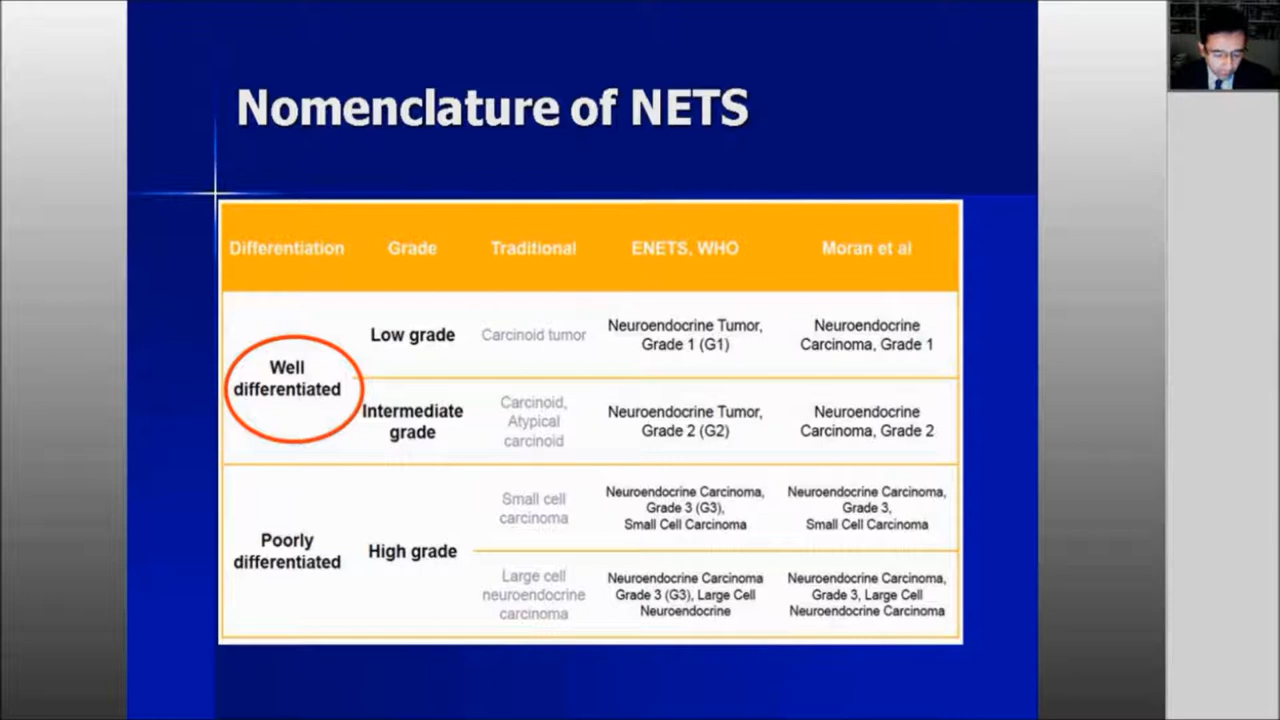 Nomenclature of NETS
Differentiation Grade Traditional ENETS, WHO Moran et al
Well
differentiated
Low grade
Carcinoid tumor
Neuroendocrine Tumor,
Grade 1 (G1)
Neuroendocrine
Carcinoma, Grade 1
Intermediate
grade
Carcinoid,
Atypical
carcinoid
Neuroendocrine Tumor,
Grade 2 (G2)
Neuroendocrine
Carcinoma, Grade 2
Poorly
differentiated
High grade
Small cell
carcinoma
Neuroendocrine Carcinoma,
Grade 3 (G3),
Small Cell Carcinoma
Neuroendocrine Carcinoma,
Grade 3,
Small Cell Carcinoma
Large cell
neuroendocrine
carcinoma
Neuroendocrine Carcinoma
Grade 3 (G3), Large Cell
Neuroendocrine
Neuroendocrine Carcinoma,
Grade 3, Large Cell
Neuroendocrine Carcinoma